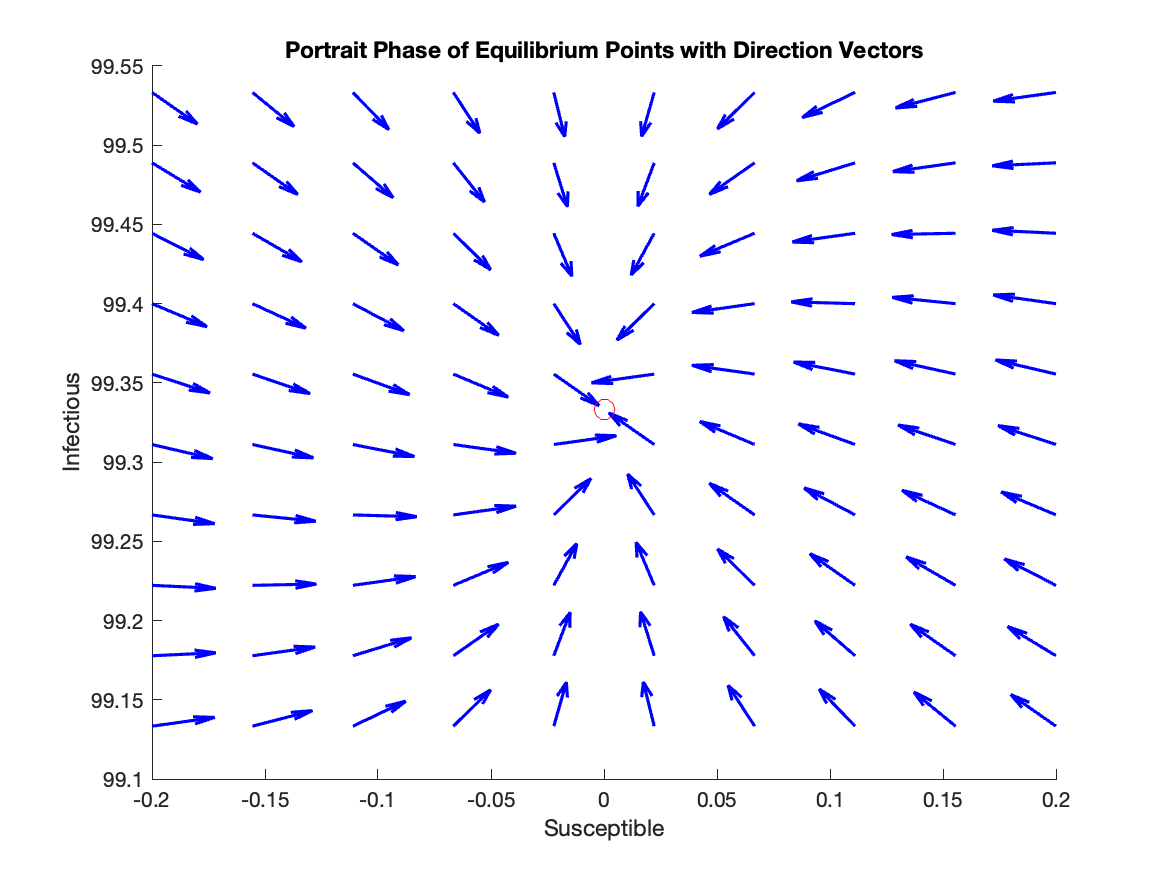 Portrait Phase of Equilibrium Points with Direction Vectors
99.55
99.5
99.45
99.4
99.35
99.3
99.25
99.2
99.15
99.1
Infectious
-0.2 -0.15 -0.1 -0.05 0 0.05 0.1 0.15 0.2
Susceptible